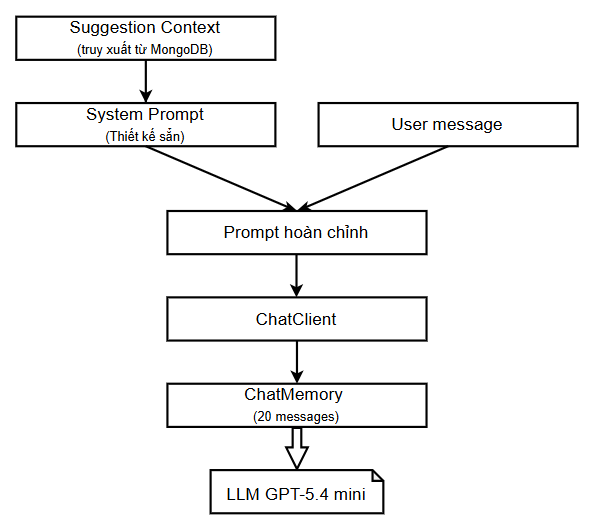 Suggestion Context
(truy xuất từ MongoDB)
System Prompt
(Thiết kế sẵn)
User message
Prompt hoàn chỉnh
ChatClient
ChatMemory
(20 messages)
LLM GPT-5.4 mini